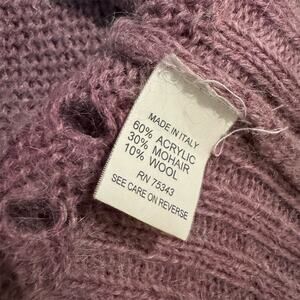 MADE IN ITALY
60% ACRYLIC
30% MOHAIR
10% WOOL
RN 75343
SEE CARE ON REVERSE